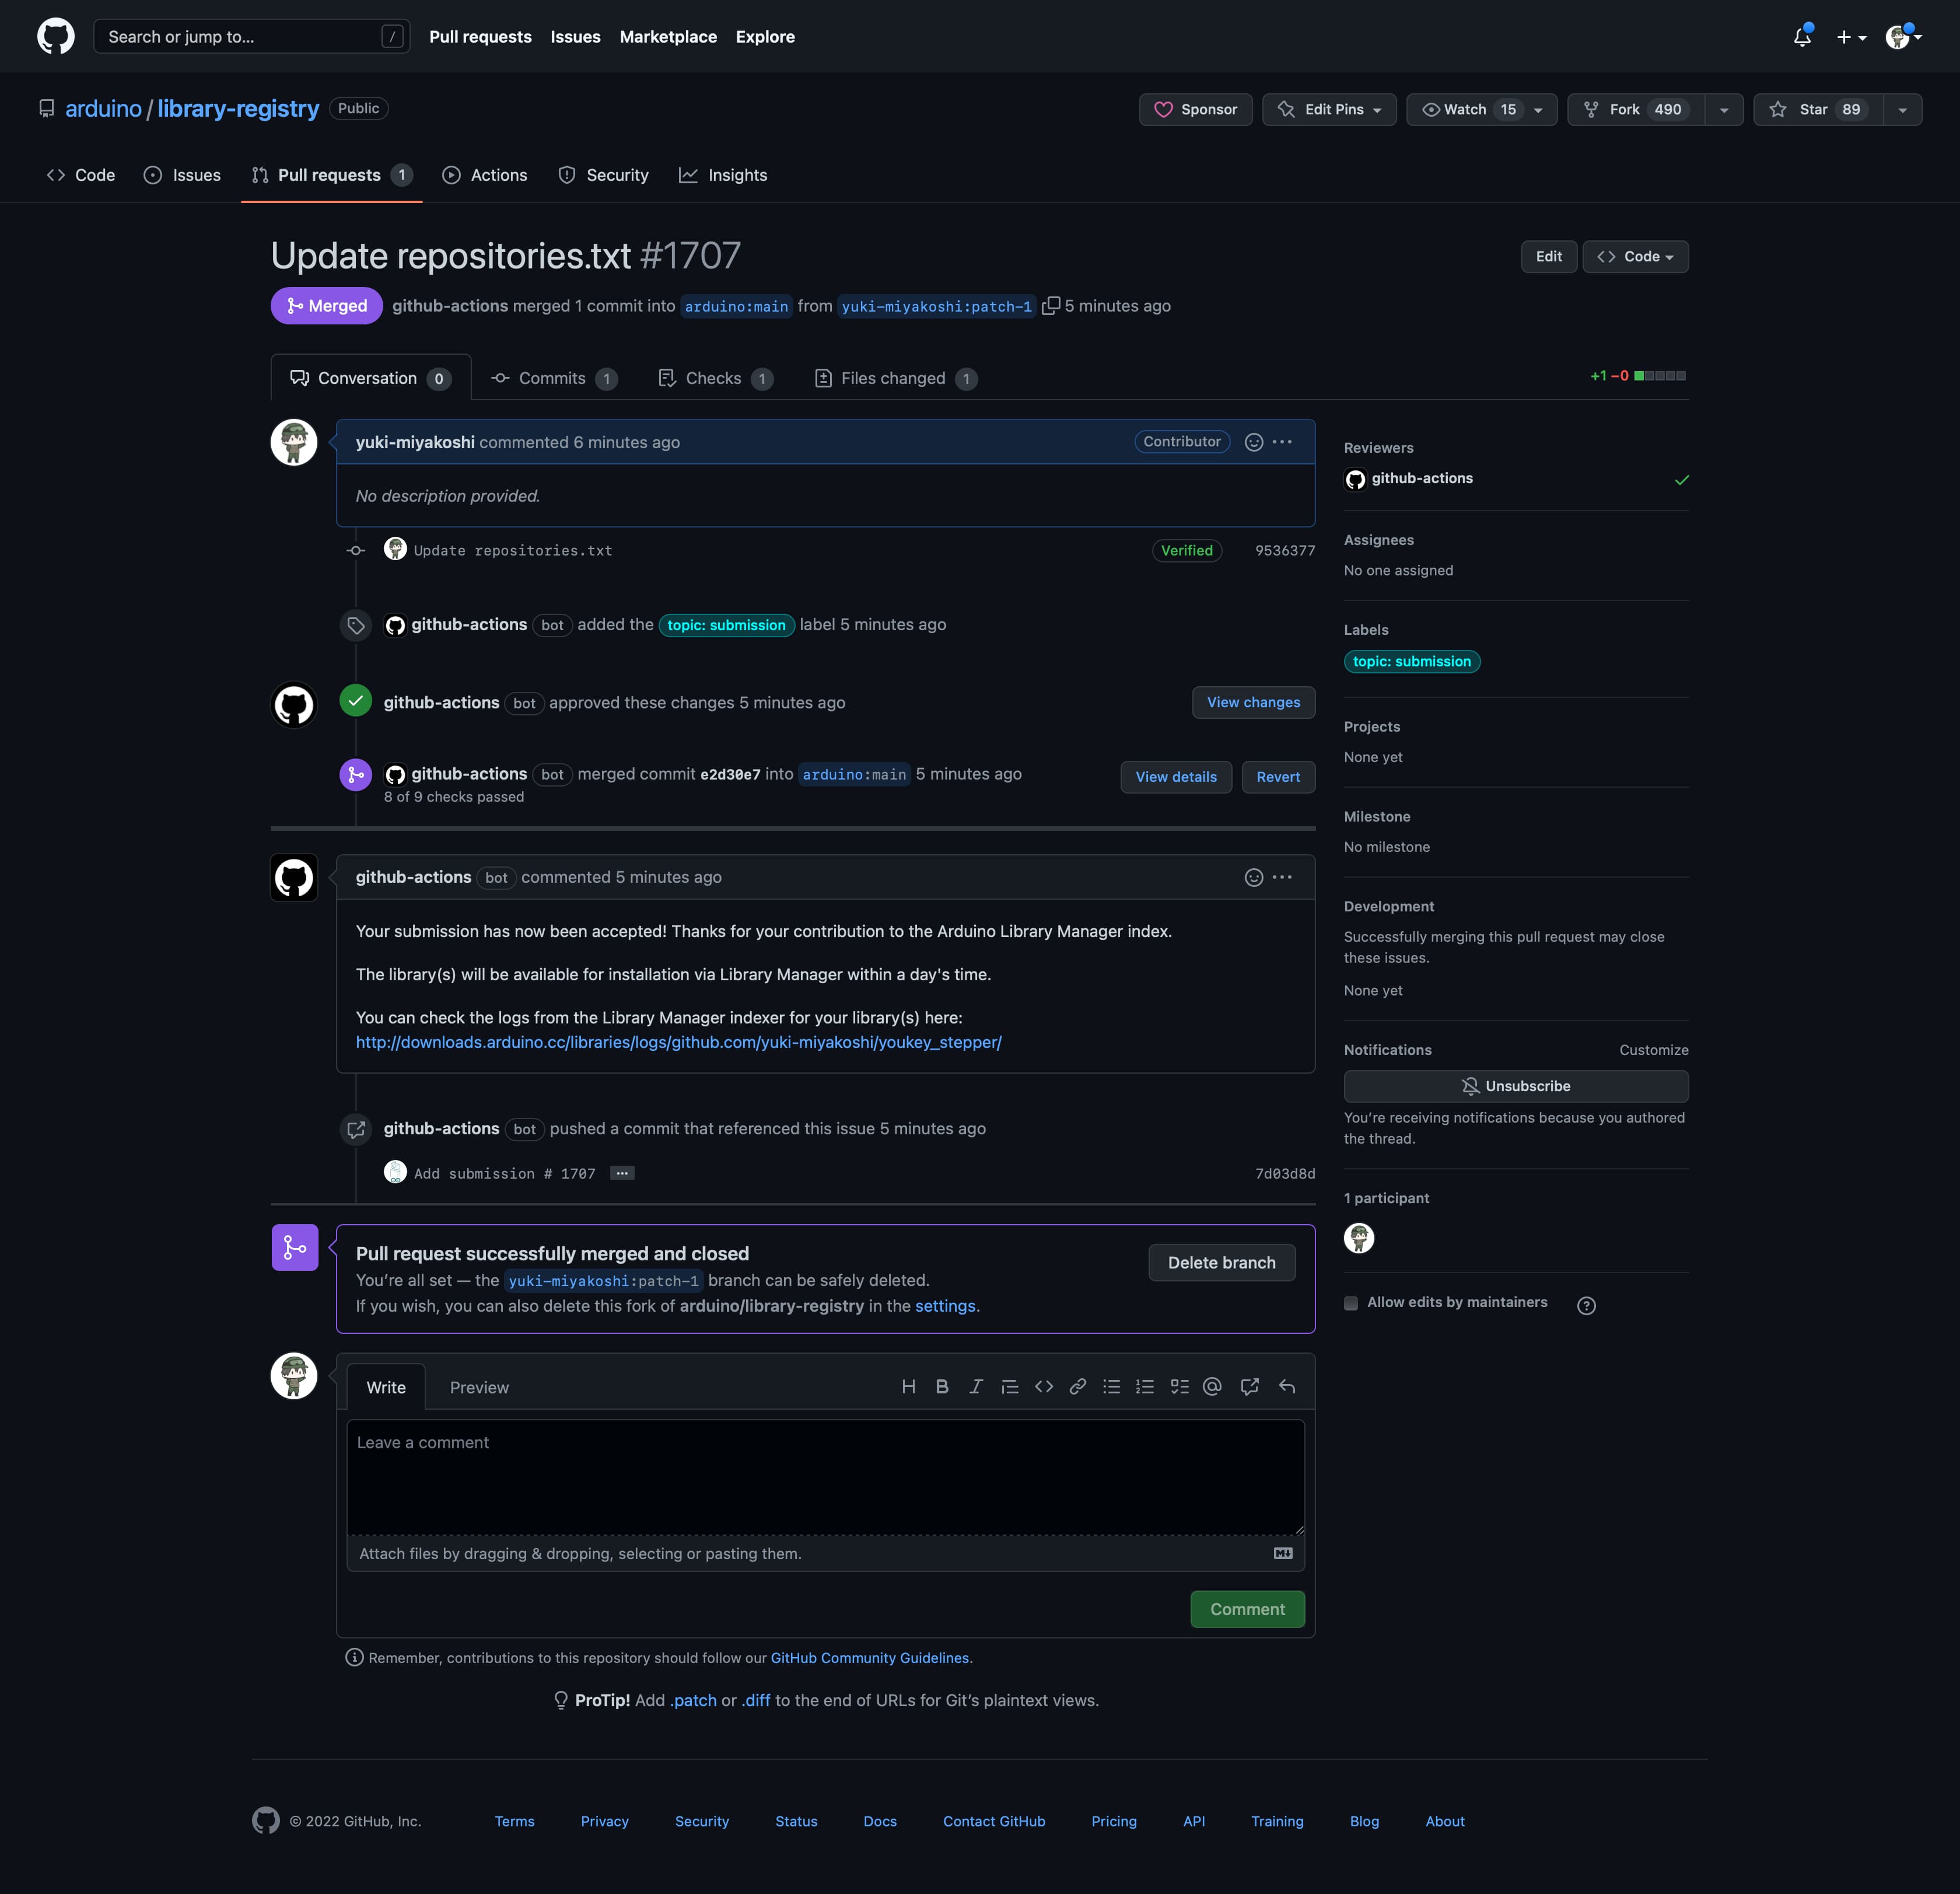 Search or jump to... /
Pull requests Issues Marketplace Explore
arduino / library-registry Public
Sponsor Edit Pins Watch 15 Fork 490 Star 89
Code Issues Pull requests 1 Actions Security Insights
Update repositories.txt #1707
Edit Code
Merged github-actions merged 1 commit into arduino:main from yuki-miyakoshi:patch-1 5 minutes ago
Conversation 0 Commits 1 Checks 1 Files changed 1
+1 −0
yuki-miyakoshi commented 6 minutes ago Contributor
No description provided.
Update repositories.txt Verified 9536377
github-actions bot added the topic: submission label 5 minutes ago
github-actions bot approved these changes 5 minutes ago View changes
github-actions bot merged commit e2d30e7 into arduino:main 5 minutes ago View details Revert
8 of 9 checks passed
github-actions bot commented 5 minutes ago
Your submission has now been accepted! Thanks for your contribution to the Arduino Library Manager index.
The library(s) will be available for installation via Library Manager within a day's time.
You can check the logs from the Library Manager indexer for your library(s) here:
http://downloads.arduino.cc/libraries/logs/github.com/yuki-miyakoshi/youkey_stepper/
github-actions bot pushed a commit that referenced this issue 5 minutes ago
Add submission # 1707 … 7d03d8d
Pull request successfully merged and closed
You’re all set — the yuki-miyakoshi:patch-1 branch can be safely deleted.
If you wish, you can also delete this fork of arduino/library-registry in the settings.
Delete branch
Write Preview
Leave a comment
Attach files by dragging & dropping, selecting or pasting them.
Comment
Remember, contributions to this repository should follow our GitHub Community Guidelines.
ProTip! Add .patch or .diff to the end of URLs for Git’s plaintext views.
Reviewers
github-actions
Assignees
No one assigned
Labels
topic: submission
Projects
None yet
Milestone
No milestone
Development
Successfully merging this pull request may close
these issues.
None yet
Notifications Customize
Unsubscribe
You’re receiving notifications because you authored
the thread.
1 participant
Allow edits by maintainers ?
© 2022 GitHub, Inc. Terms Privacy Security Status Docs Contact GitHub Pricing API Training Blog About